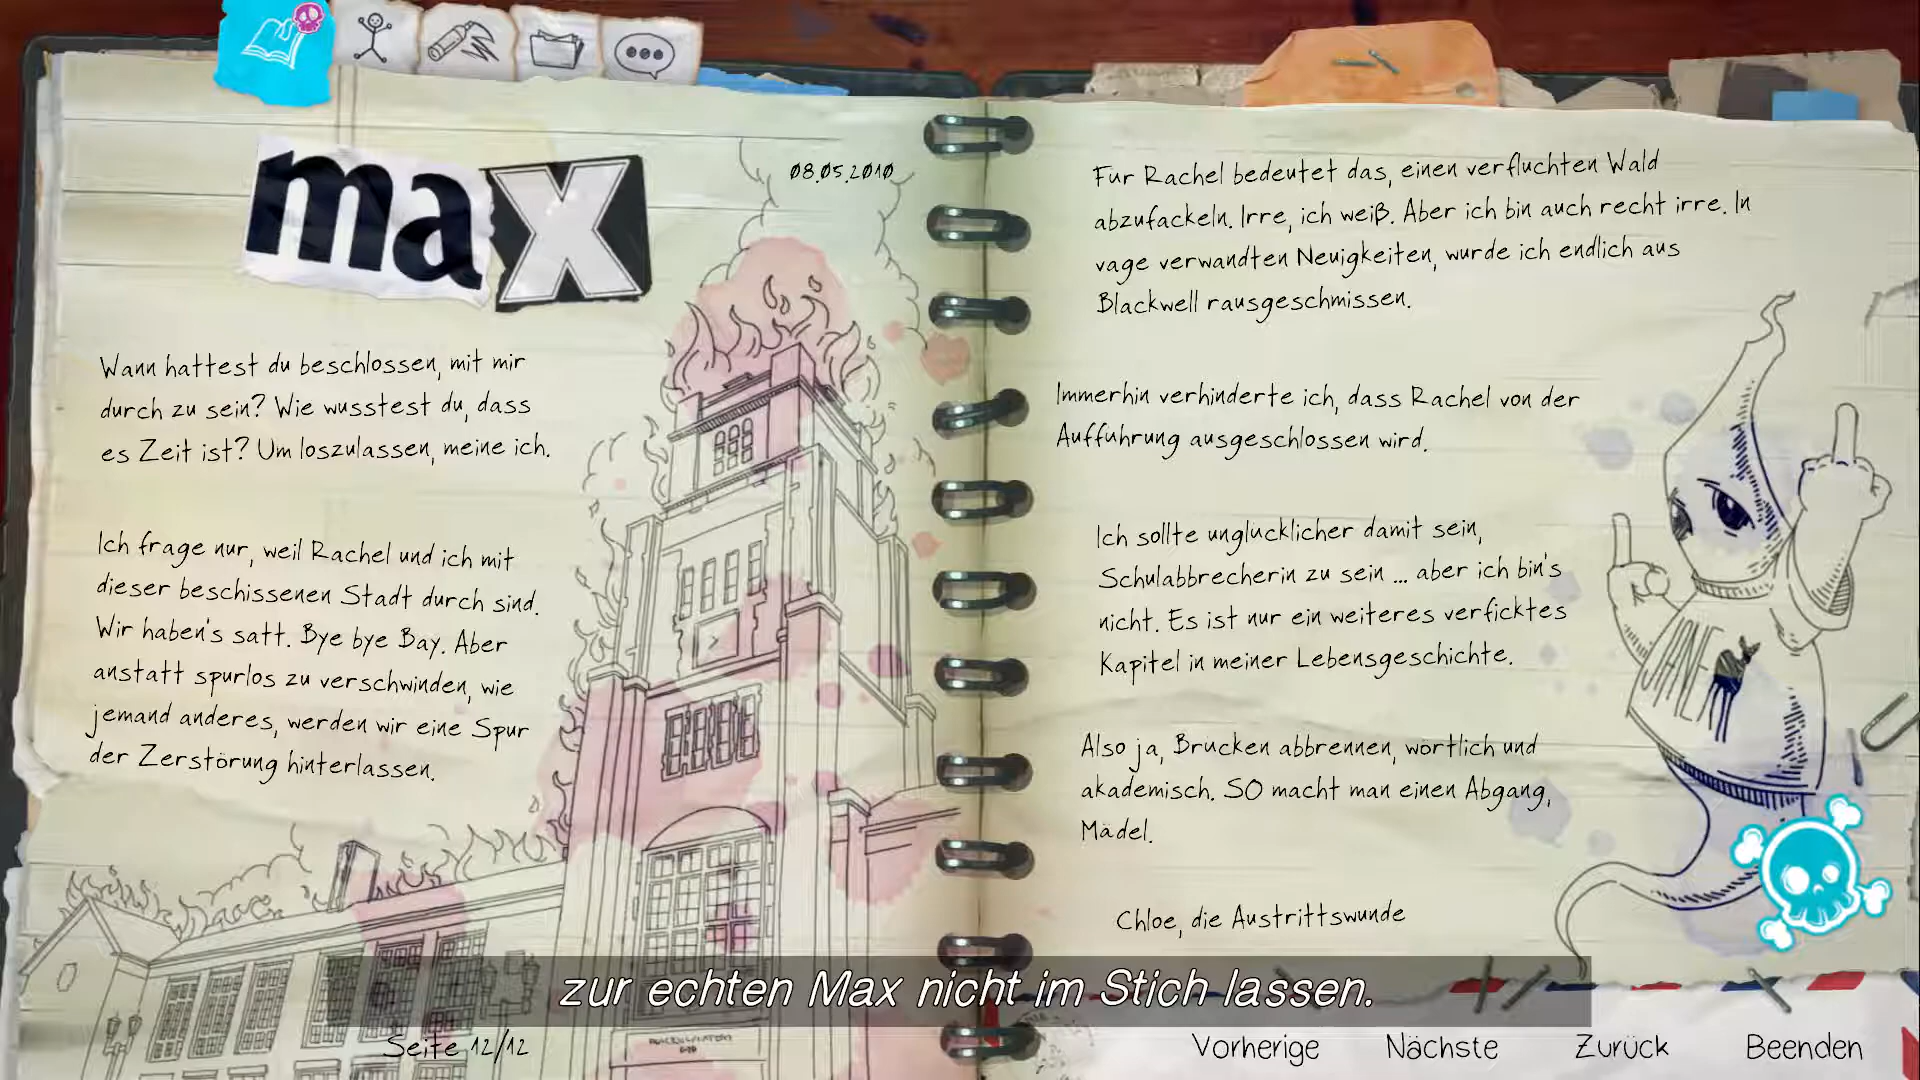 max
08.05.2010
Wann hattest du beschlossen, mit mir
durch zu sein? Wie wusstest du, dass
es Zeit ist? Um loszulassen, meine ich.
Ich frage nur, weil Rachel und ich mit
dieser beschissenen Stadt durch sind.
Wir haben's satt. Bye bye Bay. Aber
anstatt spurlos zu verschwinden, wie
jemand anderes, werden wir eine Spur
der Zerstörung hinterlassen.
Fur Rachel bedeutet das, einen verfluchten Wald
abzufackeln. Irre, ich weiß. Aber ich bin auch recht irre. In
vage verwandten Neuigkeiten, wurde ich endlich aus
Blackwell rausgeschmissen.
Immerhin verhinderte ich, dass Rachel von der
Auffuhrung ausgeschlossen wird.
Ich sollte unglucklicher damit sein,
Schulabbrecherin zu sein ... aber ich bin's
nicht. Es ist nur ein weiteres verficktes
Kapitel in meiner Lebensgeschichte.
Also ja, Brucken abbrennen, wörtlich und
akademisch. SO macht man einen Abgang,
Mädel.
Chloe, die Austrittswunde
JANE
zur echten Max nicht im Stich lassen.
Seite 12/12
Vorherige
Nächste
Zurück
Beenden